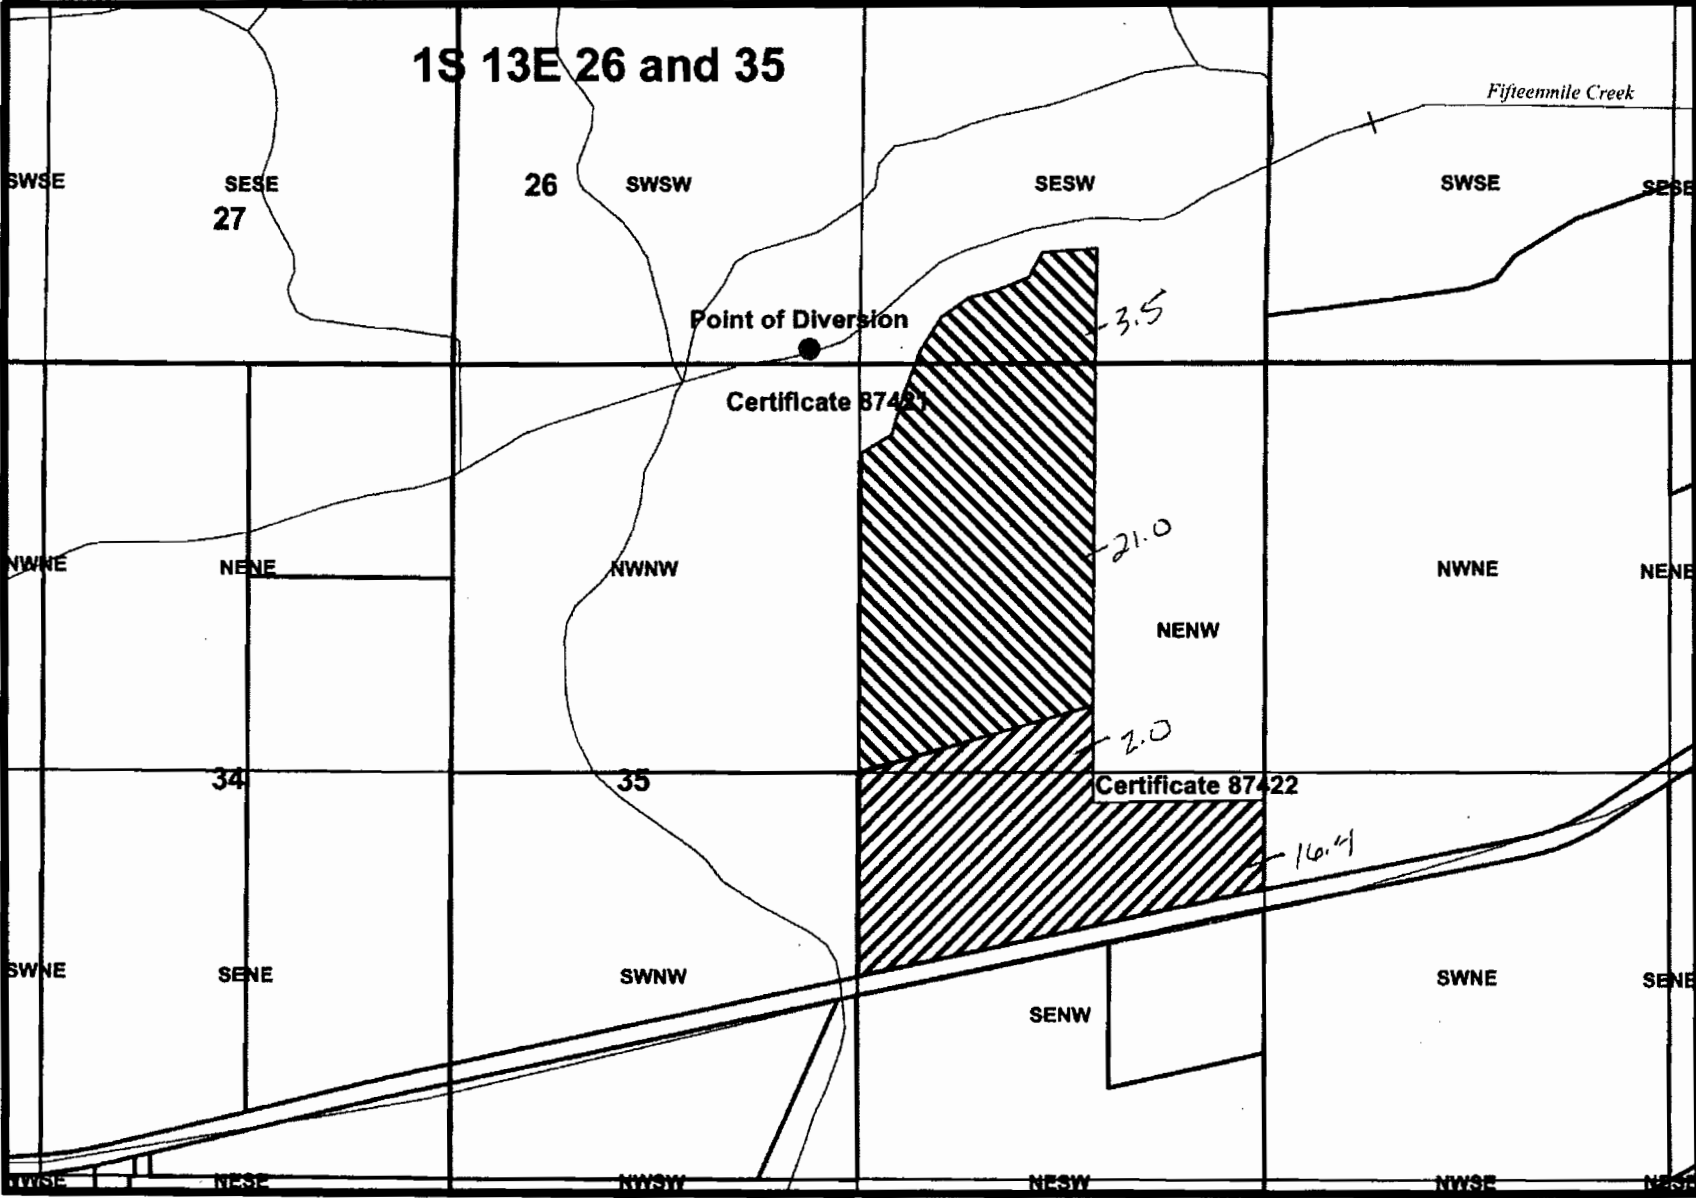 1S 13E 26 and 35
Fifteenmile Creek
SWSE
SESE
26
SWSW
SESW
SWSE
SESE
27
3.5
Point of Diversion
Certificate 87421
21.0
NWNE
NENE
NWNW
NWNE
NENE
NENW
2.0
34
35
Certificate 87422
16.4
SWNE
SENE
SWNW
SWNE
SENE
SENW
NWSE
NESE
NWSW
NESW
NWSE
NESE